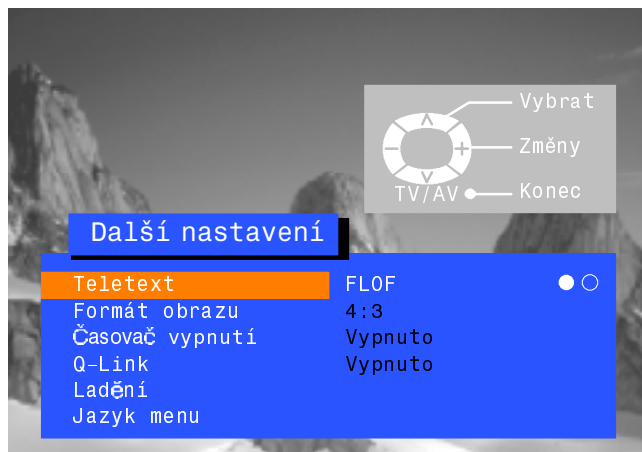 Vybrat
Změny
TV/AV Konec
Další nastavení
Teletext FLOF
Formát obrazu 4:3
Časovač vypnutí Vypnuto
Q–Link Vypnuto
Ladění
Jazyk menu